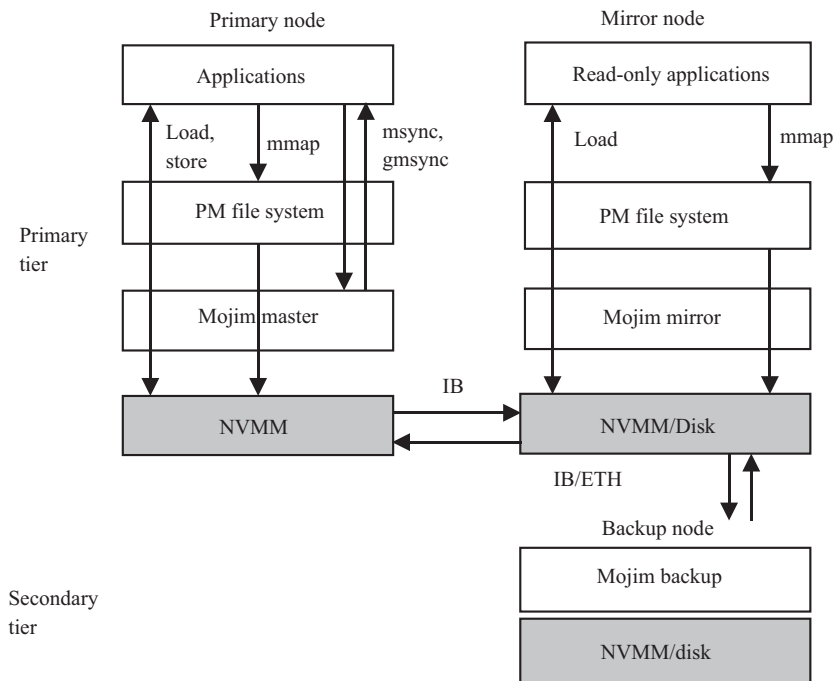 Primary node
Mirror node
Applications
Read-only applications
Load,
store
mmap
msync,
gmsync
Load
mmap
PM file system
PM file system
Primary
tier
Mojim master
Mojim mirror
IB
NVMM
NVMM/Disk
IB/ETH
Backup node
Mojim backup
Secondary
tier
NVMM/disk